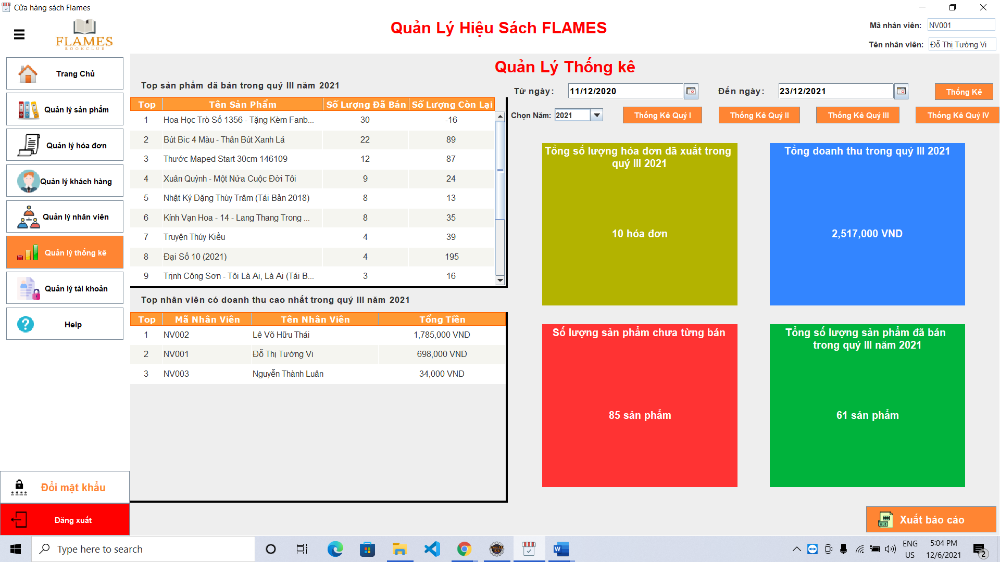 Cửa hàng sách Flames
FLAMES
BOOKCLUB
Quản Lý Hiệu Sách FLAMES
Mã nhân viên: NV001
Tên nhân viên: Đỗ Thị Tường Vi
Trang Chủ
Quản lý sản phẩm
Quản lý hóa đơn
Quản lý khách hàng
Quản lý nhân viên
Quản lý thống kê
Quản lý tài khoản
Help
Đổi mật khẩu
Đăng xuất
Quản Lý Thống kê
Top sản phẩm đã bán trong quý III năm 2021
Top Tên Sản Phẩm Số Lượng Đã Bán Số Lượng Còn Lại
1 Hoa Học Trò Số 1356 - Tặng Kèm Fanb... 30 -16
2 Bút Bic 4 Màu - Thân Bút Xanh Lá 22 89
3 Thước Maped Start 30cm 146109 12 87
4 Xuân Quỳnh - Một Nửa Cuộc Đời Tôi 9 24
5 Nhật Ký Đặng Thùy Trâm (Tái Bản 2018) 8 13
6 Kính Vạn Hoa - 14 - Lang Thang Trong ... 8 35
7 Truyện Thúy Kiều 4 39
8 Đại Số 10 (2021) 4 195
9 Trịnh Công Sơn - Tôi Là Ai, Là Ai (Tái B... 3 16
Top nhân viên có doanh thu cao nhất trong quý III năm 2021
Top Mã Nhân Viên Tên Nhân Viên Tổng Tiền
1 NV002 Lê Võ Hữu Thái 1,785,000 VND
2 NV001 Đỗ Thị Tường Vi 698,000 VND
3 NV003 Nguyễn Thành Luân 34,000 VND
Từ ngày: 11/12/2020 Đến ngày: 23/12/2021 Thống Kê
Chọn Năm: 2021 Thống Kê Quý I Thống Kê Quý II Thống Kê Quý III Thống Kê Quý IV
Tổng số lượng hóa đơn đã xuất trong
quý III 2021
10 hóa đơn
Tổng doanh thu trong quý III 2021
2,517,000 VND
Số lượng sản phẩm chưa từng bán
85 sản phẩm
Tổng số lượng sản phẩm đã bán
trong quý III năm 2021
61 sản phẩm
Xuất báo cáo
Type here to search
ENG
US
5:04 PM
12/6/2021
2